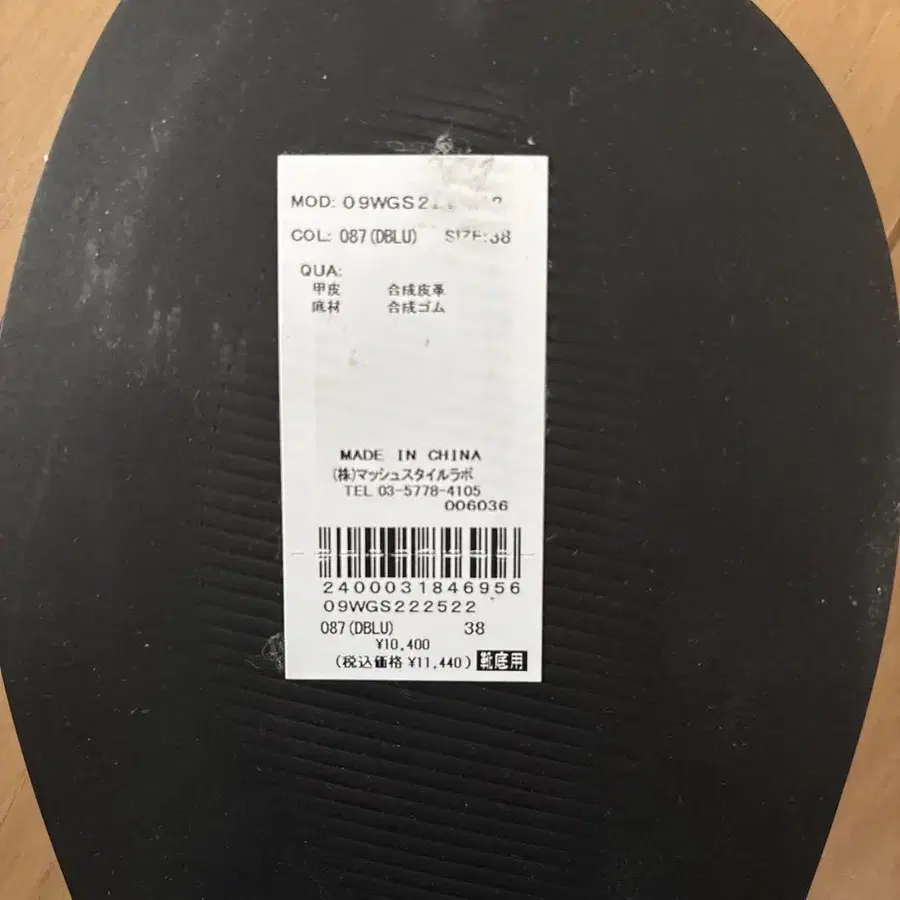 MOD: 09WGS2
COL: 087(DBLU) SIZE:38
QUA:
甲皮 合成皮革
底材 合成ゴム
MADE IN CHINA
(株)マッシュスタイルラボ
TEL 03-5778-4105
006036
2400031846956
09WGS222522
087(DBLU) 38
¥10,400
(税込価格 ¥11,440) 靴底用